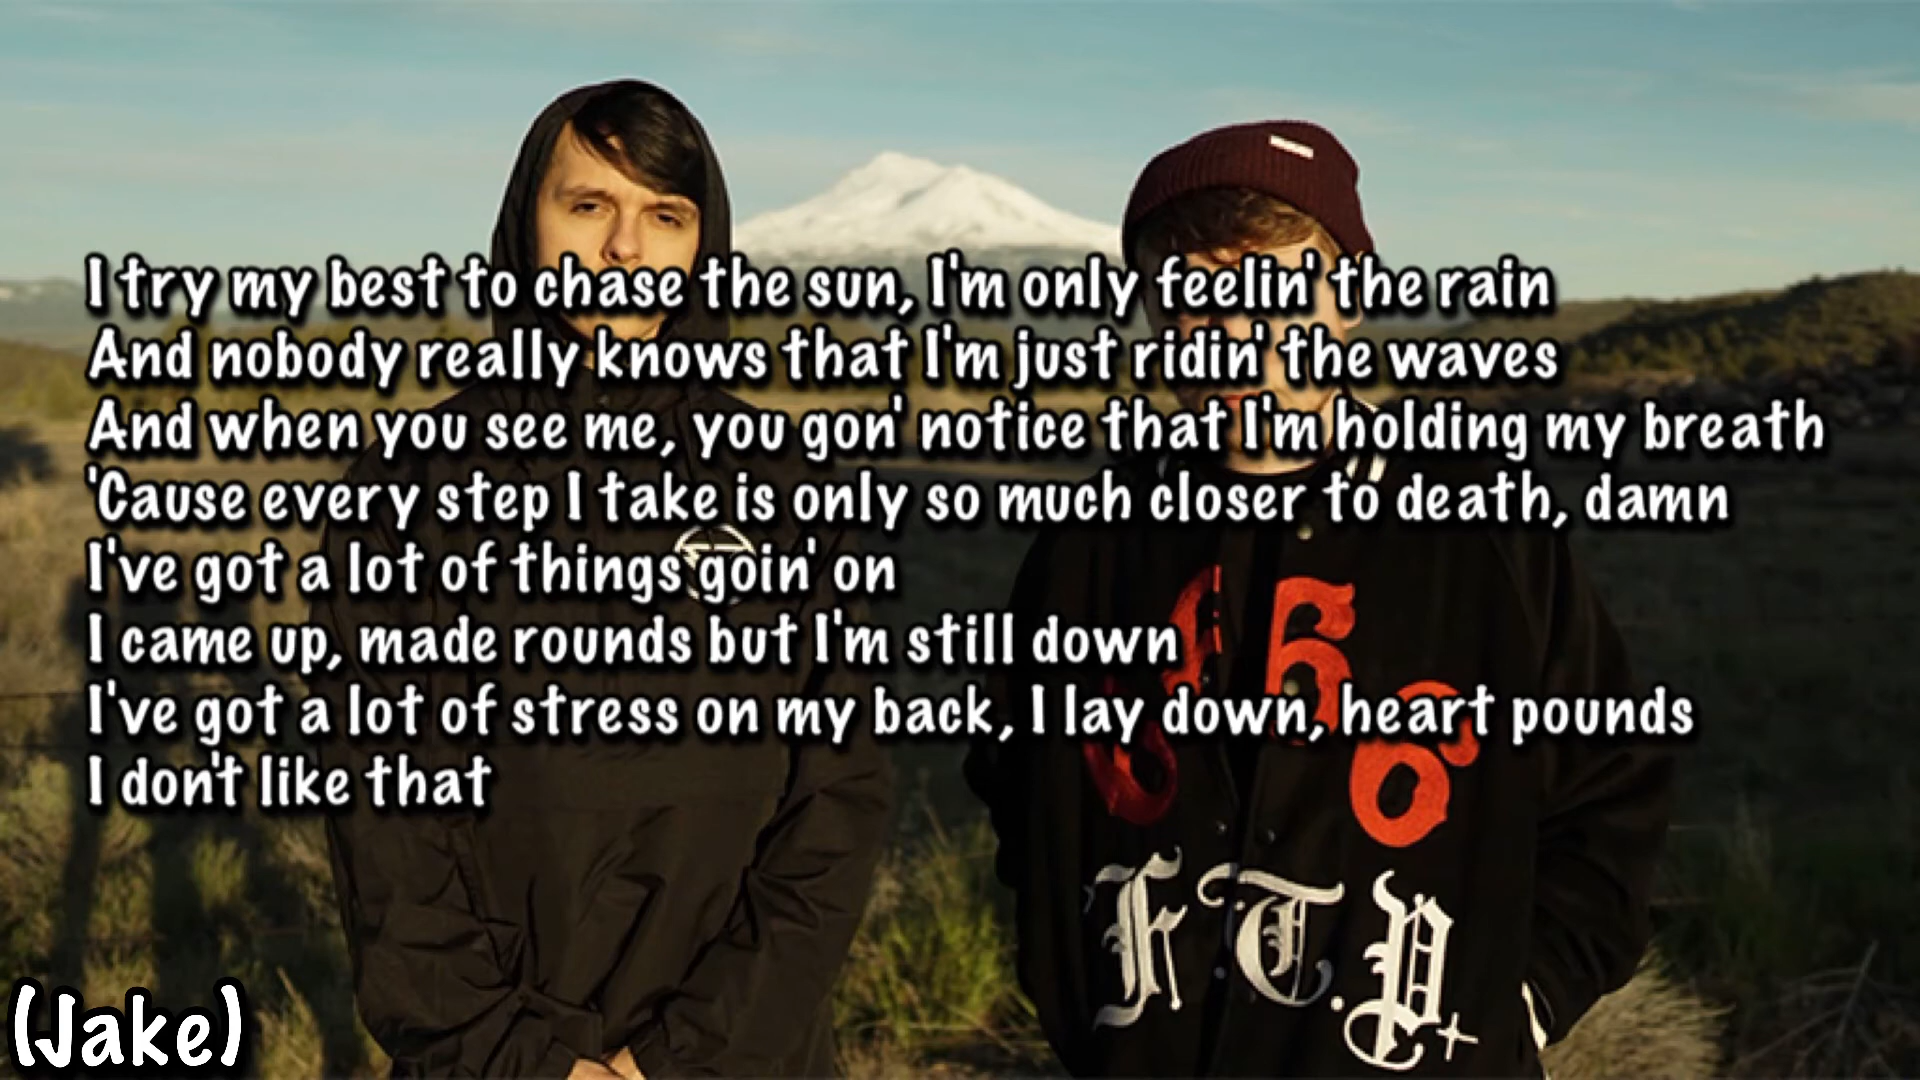 I try my best to chase the sun, I'm only feelin' the rain
And nobody really knows that I'm just ridin' the waves
And when you see me, you gon' notice that I'm holding my breath
'Cause every step I take is only so much closer to death, damn
I've got a lot of things goin' on
I came up, made rounds but I'm still down
I've got a lot of stress on my back, I lay down, heart pounds
I don't like that
666
F.T.P.
(Jake)